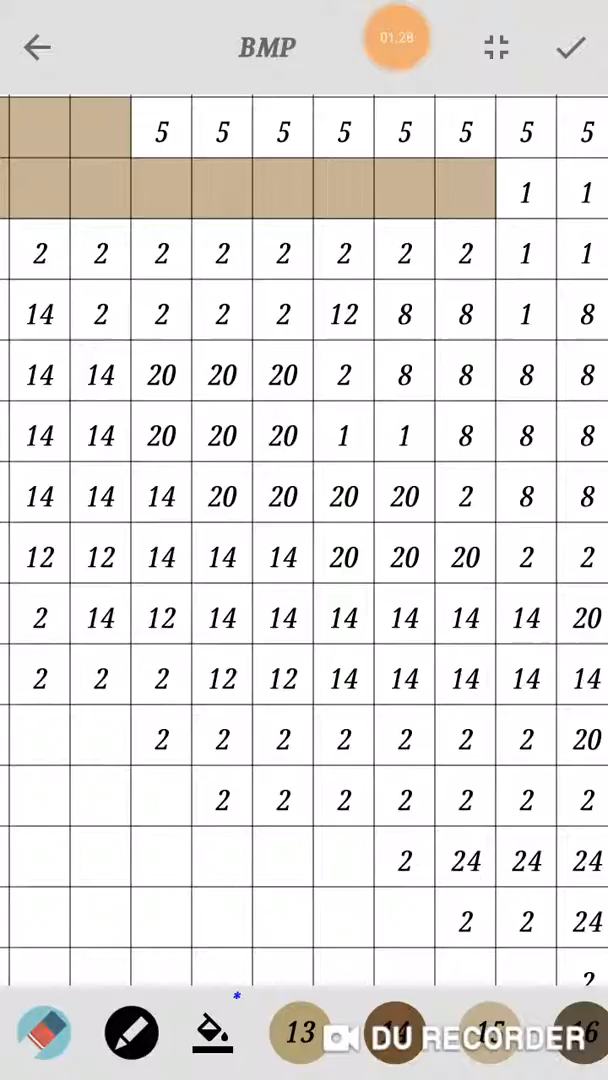 BMP
01:28
5 5 5 5 5 5 5 5
1 1
2 2 2 2 2 2 2 2 1 1
14 2 2 2 2 12 8 8 1 8
14 14 20 20 20 2 8 8 8 8
14 14 20 20 20 1 1 8 8 8
14 14 14 20 20 20 20 2 8 8
12 12 14 14 14 20 20 20 2 2
2 14 12 14 14 14 14 14 14 20
2 2 2 12 12 14 14 14 14 14
2 2 2 2 2 2 2 20
2 2 2 2 2 2 2
2 24 24 24
2 2 24
2
*
13 14 15 16
DU RECORDER